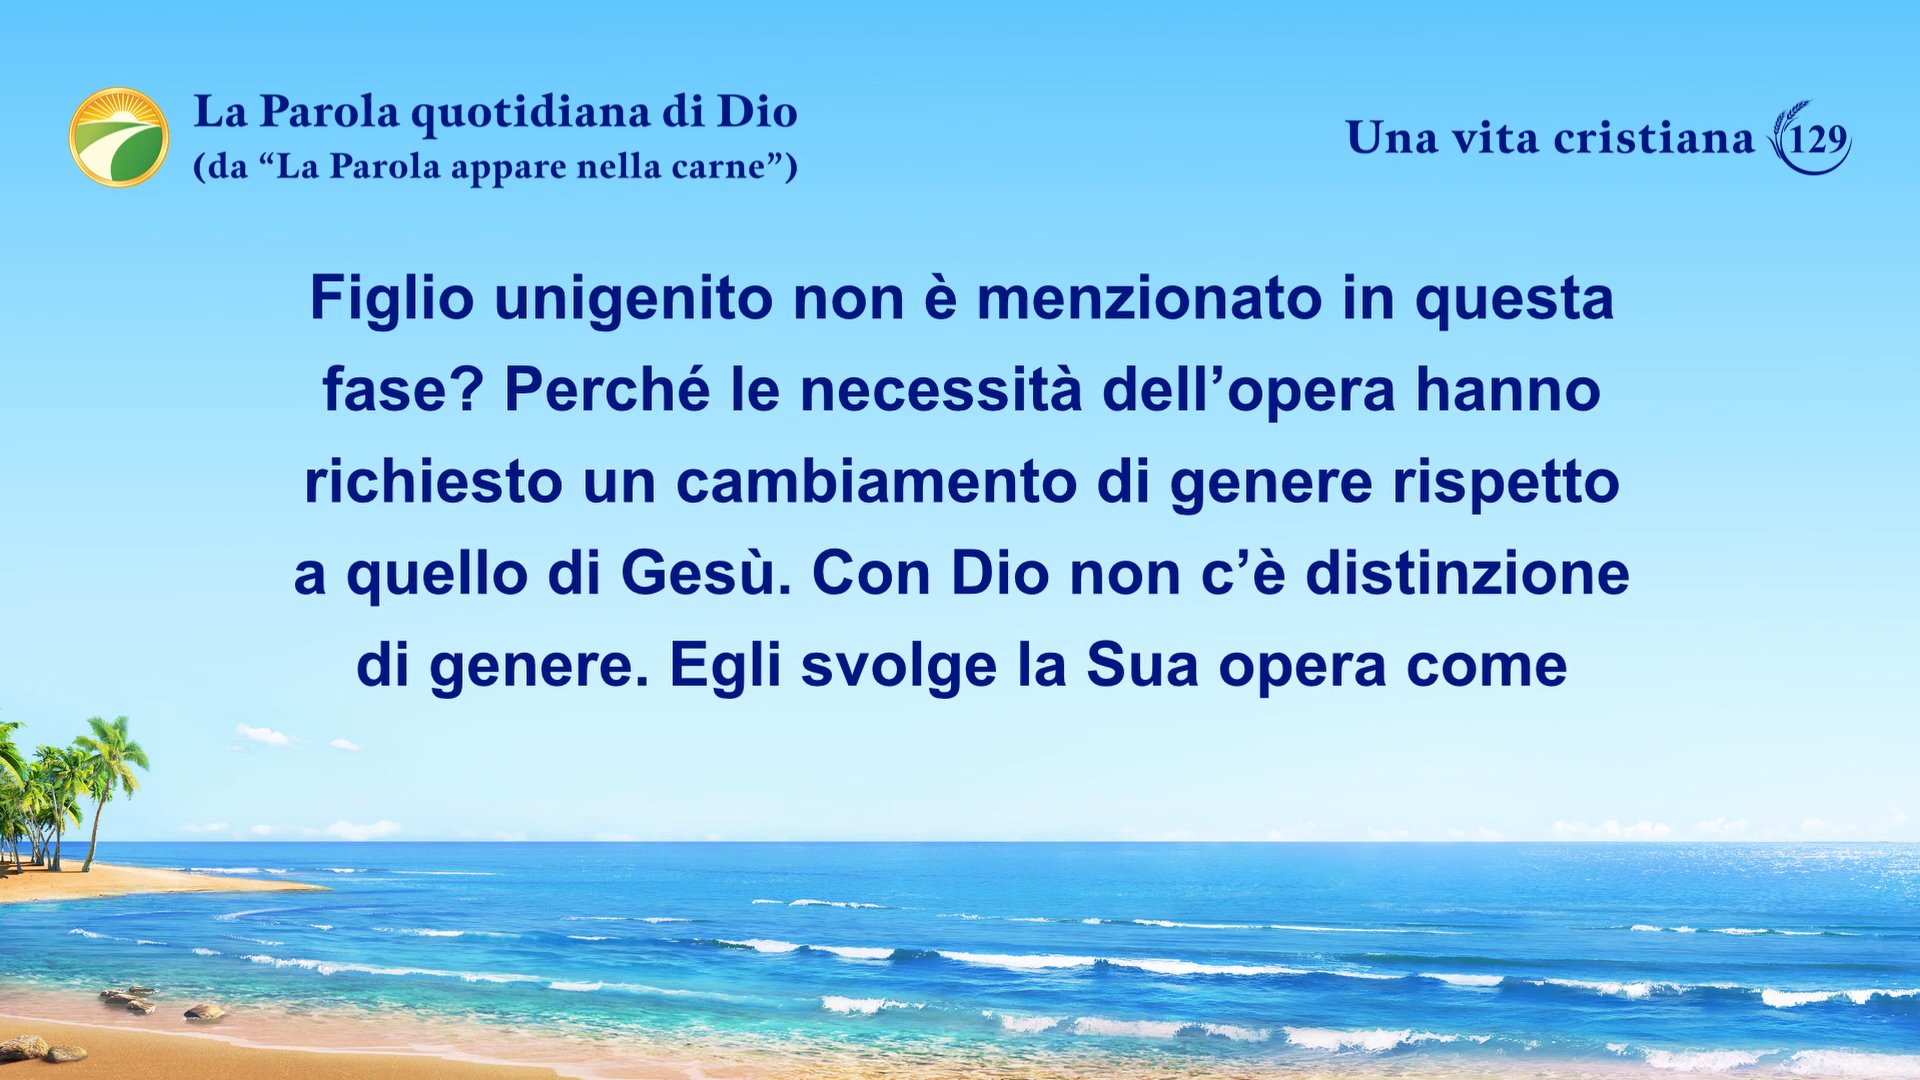 La Parola quotidiana di Dio
(da “La Parola appare nella carne”)
Una vita cristiana 129
Figlio unigenito non è menzionato in questa
fase? Perché le necessità dell’opera hanno
richiesto un cambiamento di genere rispetto
a quello di Gesù. Con Dio non c’è distinzione
di genere. Egli svolge la Sua opera come